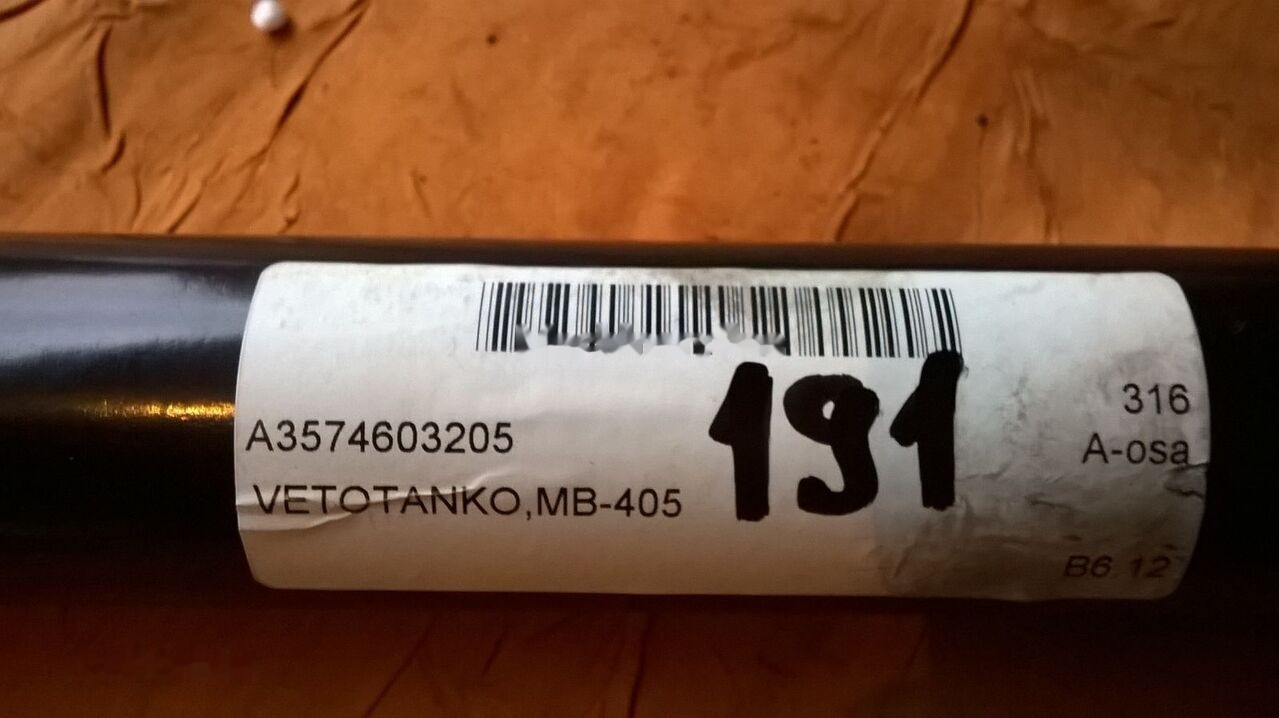 191
316
A3574603205
A-osa
VETOTANKO,MB-405
B6 12